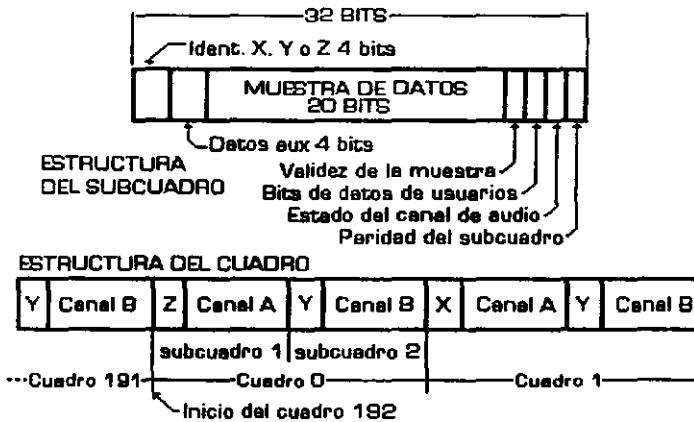 32 BITS
Ident. X, Y o Z 4 bits
MUESTRA DE DATOS
20 BITS
Datos aux 4 bits
ESTRUCTURA
DEL SUBCUADRO
Validez de la muestra
Bits de datos de usuarios
Estado del canal de audio
Paridad del subcuadro
ESTRUCTURA DEL CUADRO
Y Canal B Z Canal A Y Canal B X Canal A Y Canal B
subcuadro 1 subcuadro 2
...Cuadro 191 Cuadro 0 Cuadro 1
Inicio del cuadro 192